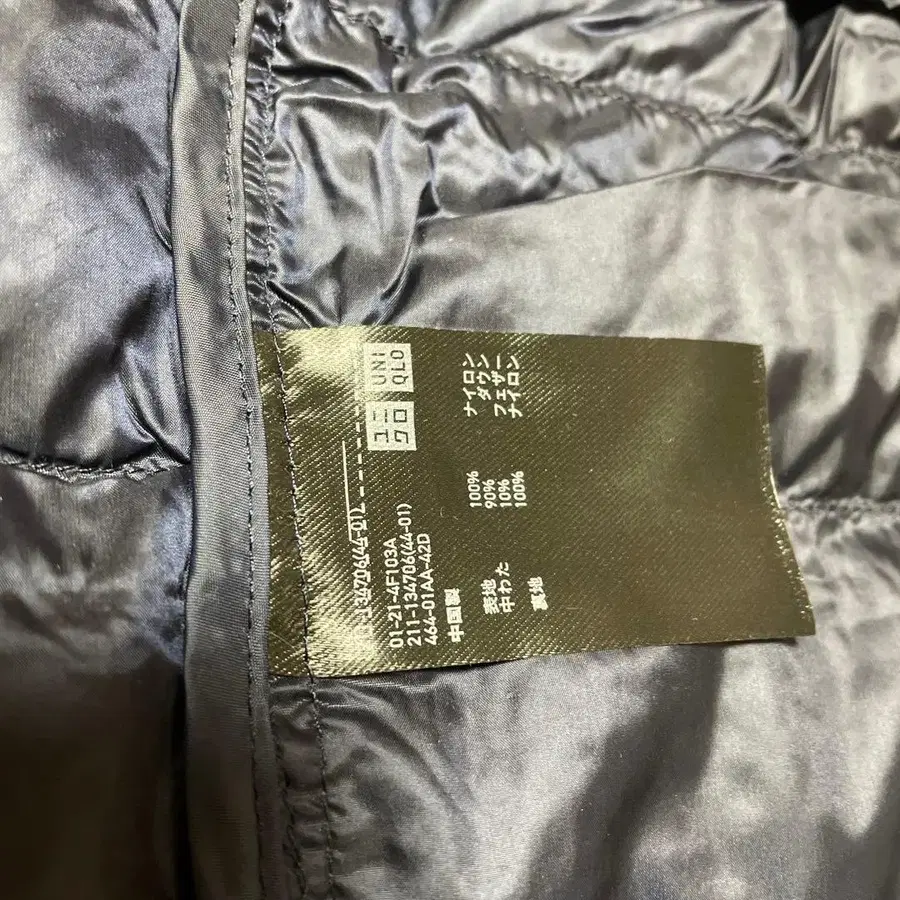 134706(44-01)
ユニ
クロ
UNI
QLO
01-21-4F103A
211-134706(44-01)
464-01AA-42D
中国製
表地 100% ナイロン
中わた 90% ダウン
10% フェザー
裏地 100% ナイロン